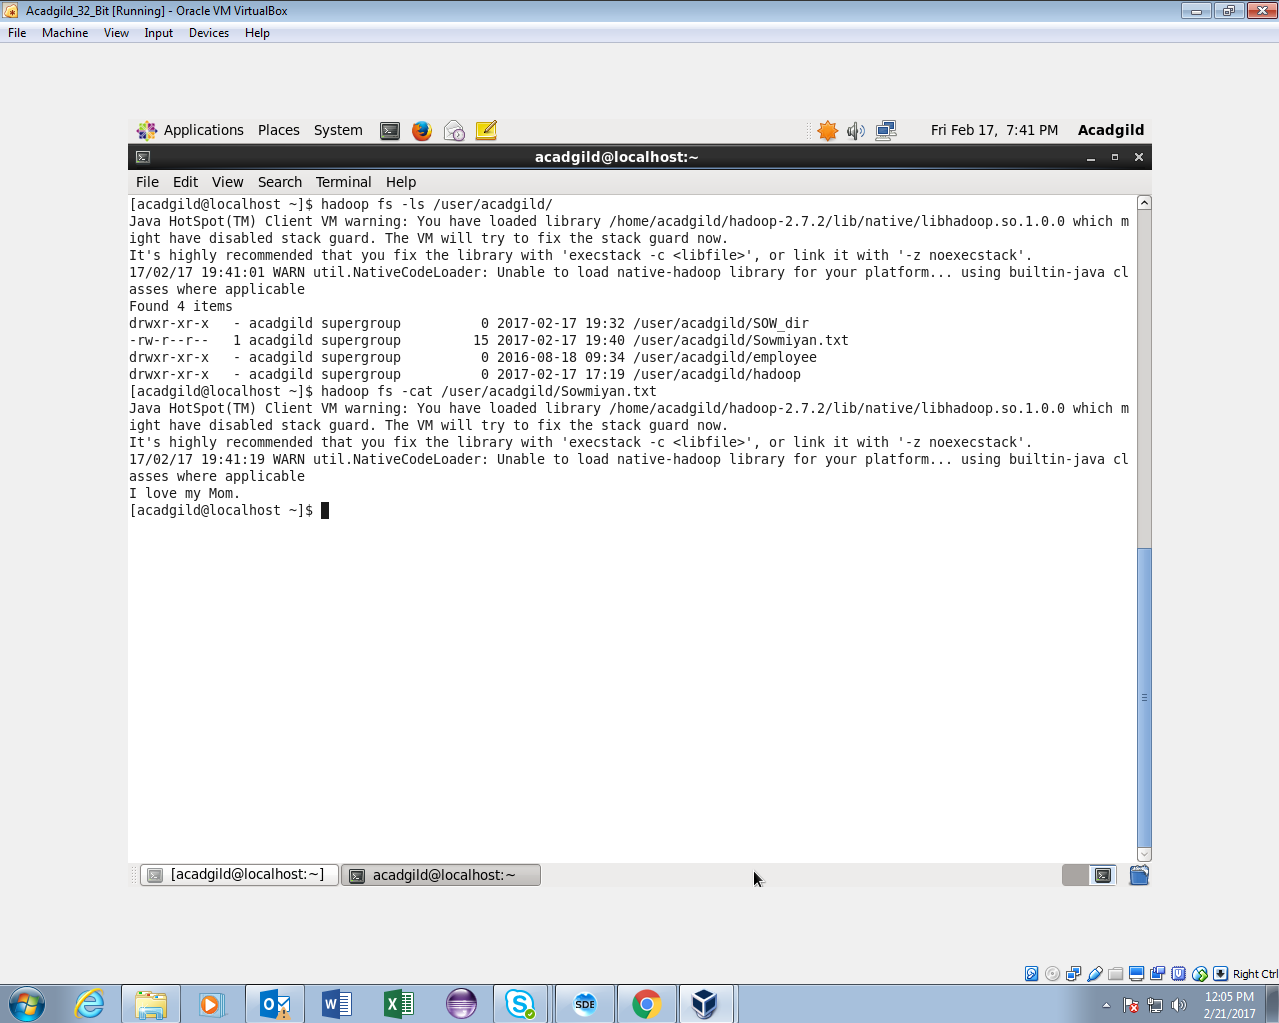 Acadgild_32_Bit [Running] - Oracle VM VirtualBox
File Machine View Input Devices Help
Applications Places System Fri Feb 17, 7:41 PM Acadgild
acadgild@localhost:~
File Edit View Search Terminal Help
[acadgild@localhost ~]$ hadoop fs -ls /user/acadgild/
Java HotSpot(TM) Client VM warning: You have loaded library /home/acadgild/hadoop-2.7.2/lib/native/libhadoop.so.1.0.0 which m
ight have disabled stack guard. The VM will try to fix the stack guard now.
It's highly recommended that you fix the library with 'execstack -c <libfile>', or link it with '-z noexecstack'.
17/02/17 19:41:01 WARN util.NativeCodeLoader: Unable to load native-hadoop library for your platform... using builtin-java cl
asses where applicable
Found 4 items
drwxr-xr-x   - acadgild supergroup          0 2017-02-17 19:32 /user/acadgild/SOW_dir
-rw-r--r--   1 acadgild supergroup         15 2017-02-17 19:40 /user/acadgild/Sowmiyan.txt
drwxr-xr-x   - acadgild supergroup          0 2016-08-18 09:34 /user/acadgild/employee
drwxr-xr-x   - acadgild supergroup          0 2017-02-17 17:19 /user/acadgild/hadoop
[acadgild@localhost ~]$ hadoop fs -cat /user/acadgild/Sowmiyan.txt
Java HotSpot(TM) Client VM warning: You have loaded library /home/acadgild/hadoop-2.7.2/lib/native/libhadoop.so.1.0.0 which m
ight have disabled stack guard. The VM will try to fix the stack guard now.
It's highly recommended that you fix the library with 'execstack -c <libfile>', or link it with '-z noexecstack'.
17/02/17 19:41:19 WARN util.NativeCodeLoader: Unable to load native-hadoop library for your platform... using builtin-java cl
asses where applicable
I love my Mom.
[acadgild@localhost ~]$
[acadgild@localhost:~] acadgild@localhost:~
Right Ctrl
SDE
12:05 PM
2/21/2017